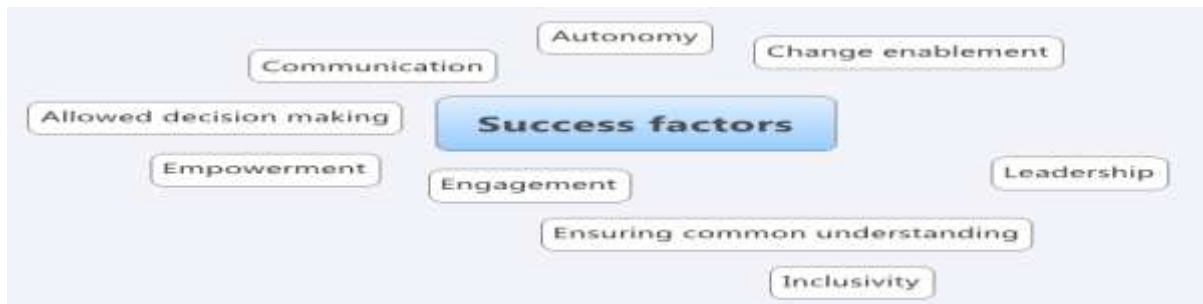 Autonomy
Change enablement
Communication
Allowed decision making
Success factors
Empowerment
Engagement
Leadership
Ensuring common understanding
Inclusivity